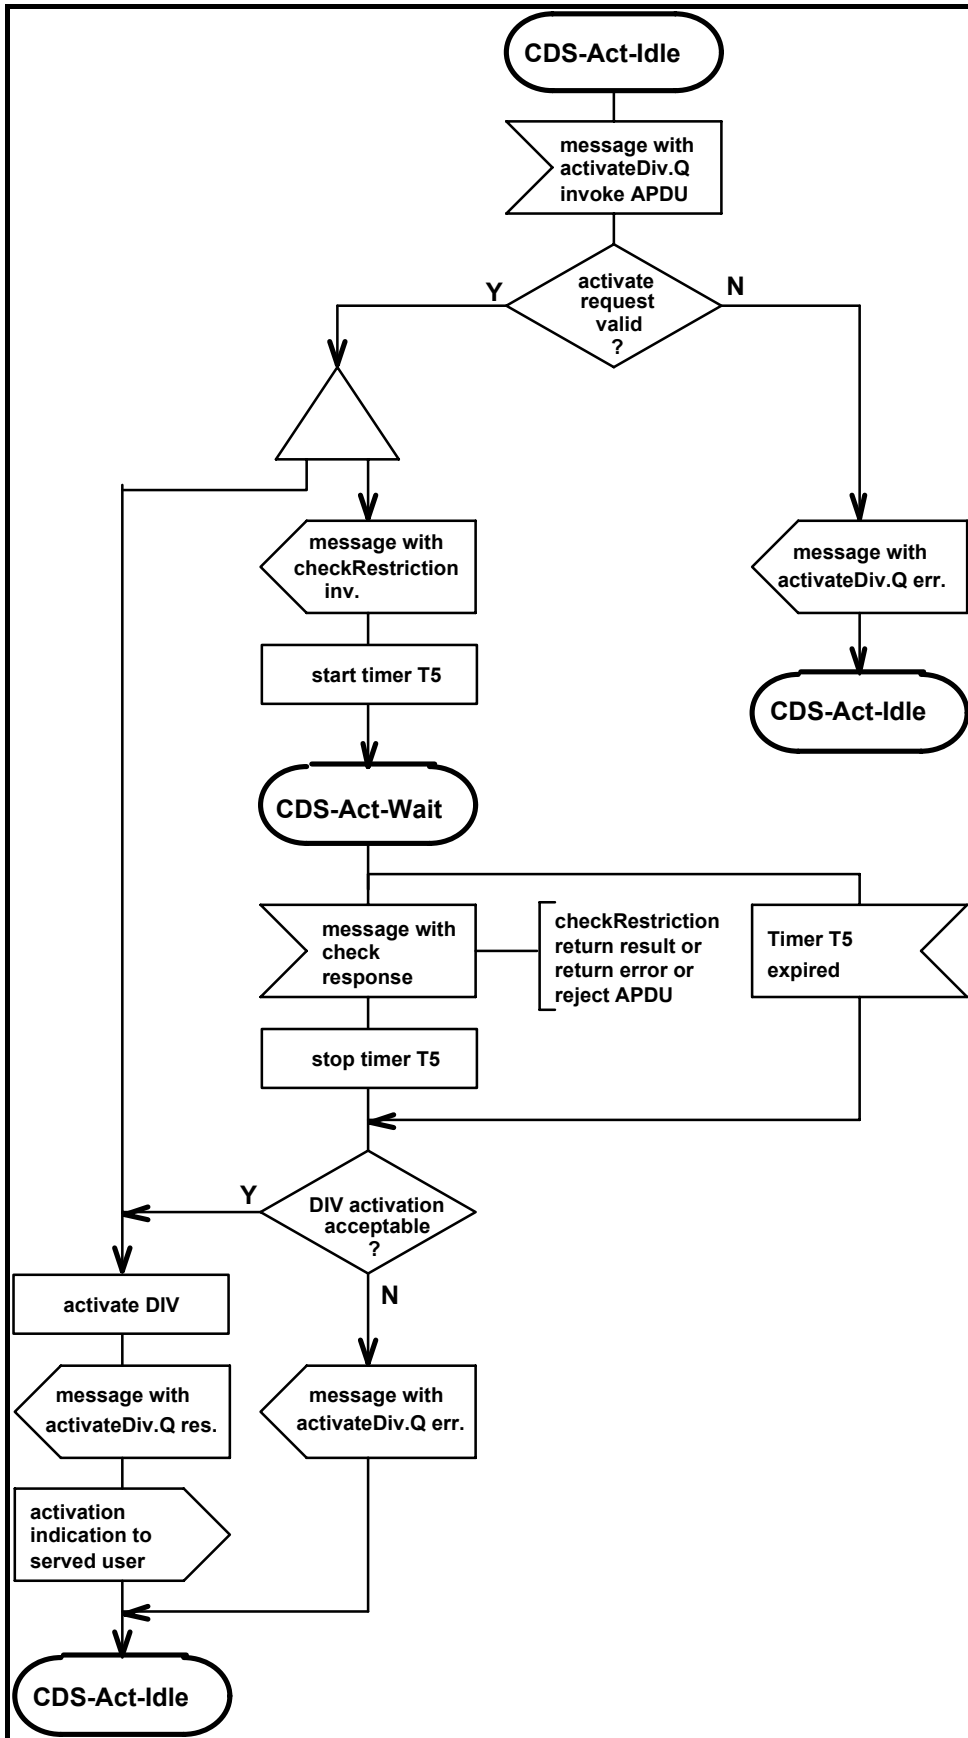 CDS-Act-Idle
message with
activateDiv.Q
invoke APDU
activate
request
valid
?
Y
N
message with
checkRestriction
inv.
message with
activateDiv.Q err.
start timer T5
CDS-Act-Idle
CDS-Act-Wait
message with
check
response
checkRestriction
return result or
return error or
reject APDU
Timer T5
expired
stop timer T5
DIV activation
acceptable
?
Y
N
activate DIV
message with
activateDiv.Q res.
message with
activateDiv.Q err.
activation
indication to
served user
CDS-Act-Idle